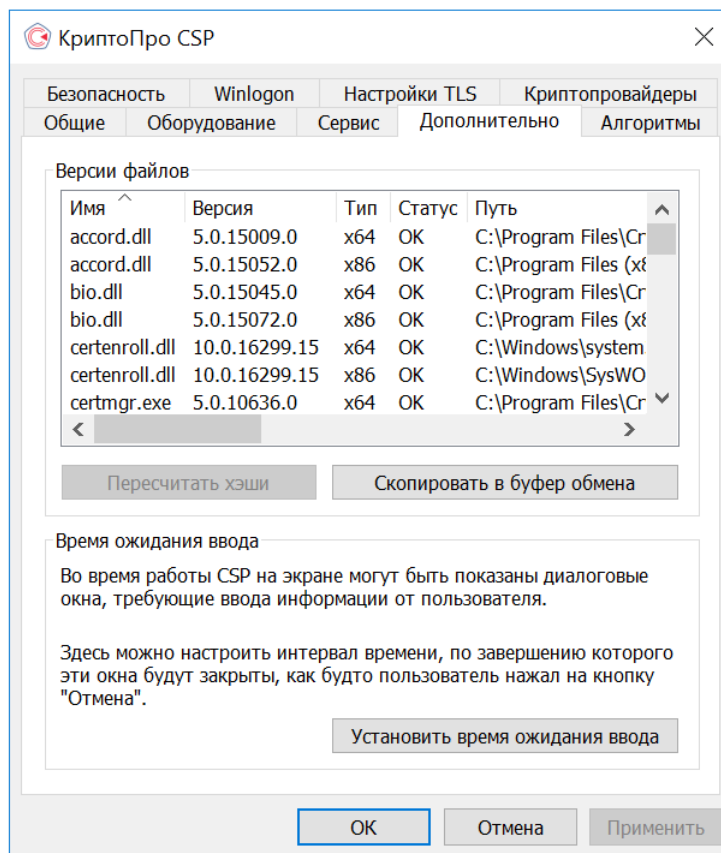 КриптоПро CSP
Безопасность Winlogon Настройки TLS Криптопровайдеры
Общие Оборудование Сервис Дополнительно Алгоритмы
Версии файлов
Имя Версия Тип Статус Путь
accord.dll 5.0.15009.0 x64 OK C:\Program Files\Cr
accord.dll 5.0.15052.0 x86 OK C:\Program Files (x8
bio.dll 5.0.15045.0 x64 OK C:\Program Files\Cr
bio.dll 5.0.15072.0 x86 OK C:\Program Files (x8
certenroll.dll 10.0.16299.15 x64 OK C:\Windows\system
certenroll.dll 10.0.16299.15 x86 OK C:\Windows\SysWO
certmgr.exe 5.0.10636.0 x64 OK C:\Program Files\Cr
Пересчитать хэши Скопировать в буфер обмена
Время ожидания ввода
Во время работы CSP на экране могут быть показаны диалоговые
окна, требующие ввода информации от пользователя.
Здесь можно настроить интервал времени, по завершению которого
эти окна будут закрыты, как будто пользователь нажал на кнопку
"Отмена".
Установить время ожидания ввода
ОК Отмена Применить